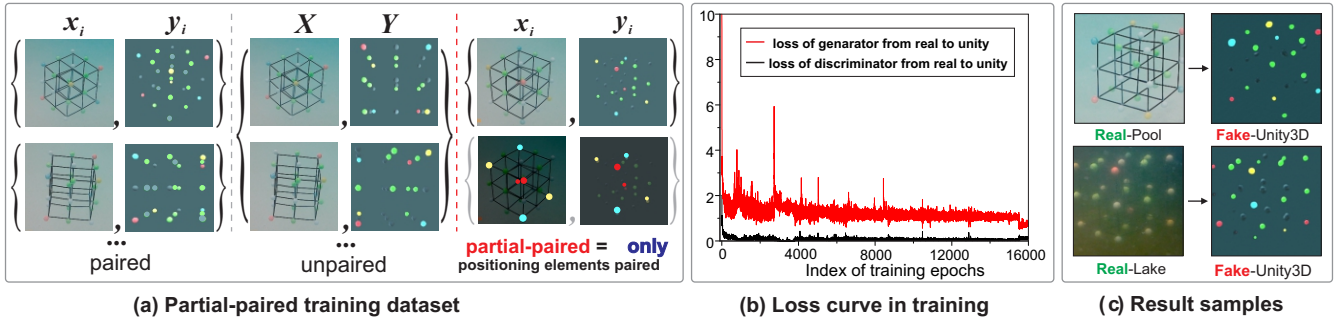 x_i y_i X Y x_i y_i
{ , } { , } { , }
{ , } , { , }
... ... partial-paired = only
paired unpaired positioning elements paired
(a) Partial-paired training dataset
10
8
6
4
2
0
loss of genarator from real to unity
loss of discriminator from real to unity
0 4000 8000 12000 16000
Index of training epochs
(b) Loss curve in training
Real-Pool Fake-Unity3D
Real-Lake Fake-Unity3D
(c) Result samples